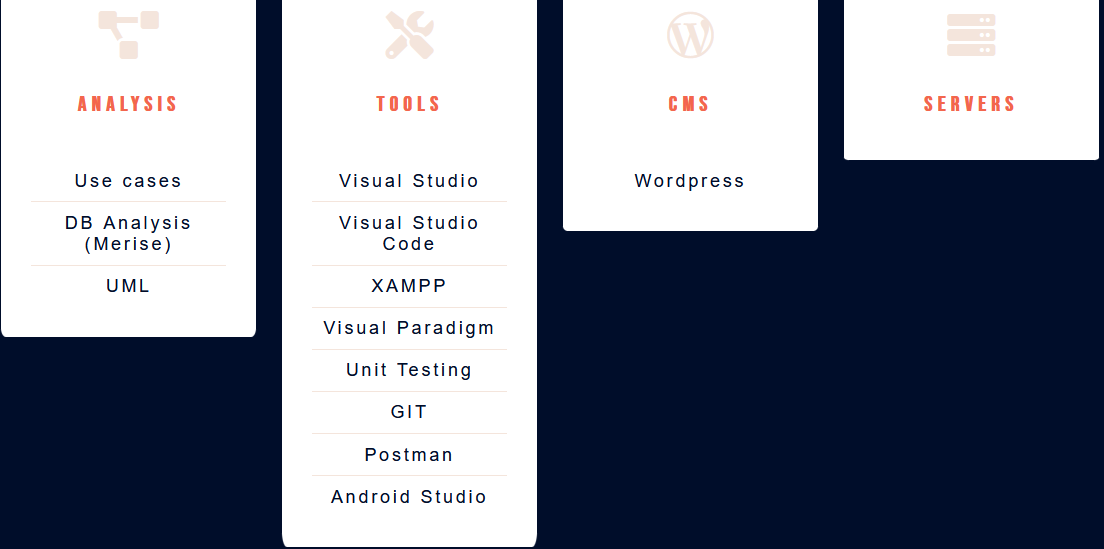 ANALYSIS
Use cases
DB Analysis
(Merise)
UML
TOOLS
Visual Studio
Visual Studio
Code
XAMPP
Visual Paradigm
Unit Testing
GIT
Postman
Android Studio
CMS
Wordpress
SERVERS